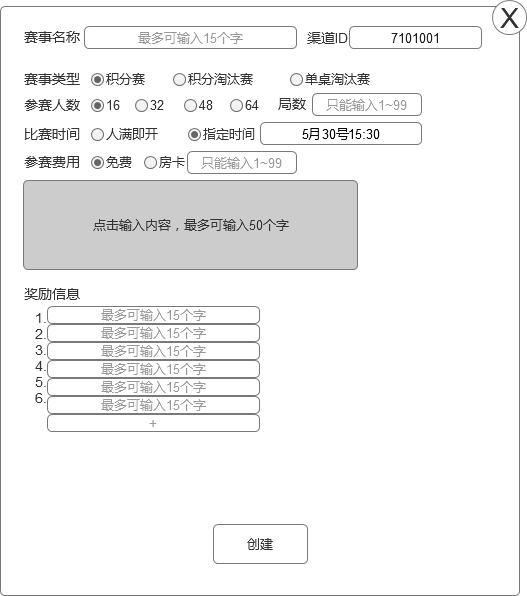 X
赛事名称 最多可输入15个字 渠道ID 7101001
赛事类型 积分赛 积分淘汰赛 单桌淘汰赛
参赛人数 16 32 48 64 局数 只能输入1~99
比赛时间 人满即开 指定时间 5月30号15:30
参赛费用 免费 房卡 只能输入1~99
点击输入内容，最多可输入50个字
奖励信息
1. 最多可输入15个字
2. 最多可输入15个字
3. 最多可输入15个字
4. 最多可输入15个字
5. 最多可输入15个字
6. 最多可输入15个字
+
创建